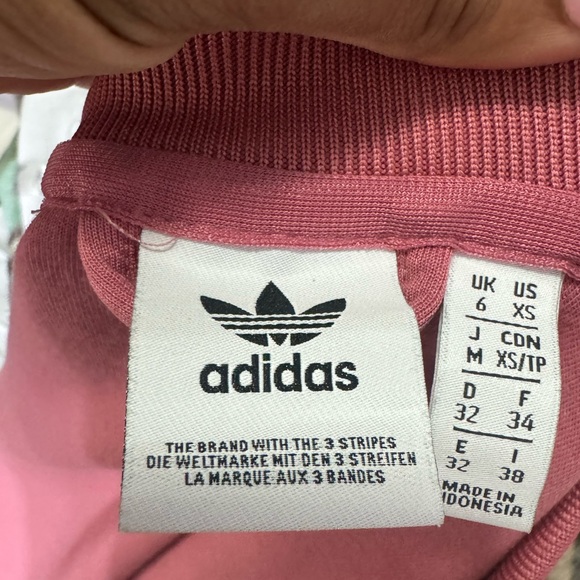 adidas
THE BRAND WITH THE 3 STRIPES
DIE WELTMARKE MIT DEN 3 STREIFEN
LA MARQUE AUX 3 BANDES
UK US
6 XS
J CDN
M XS/TP
D F
32 34
E I
32 38
MADE IN
INDONESIA